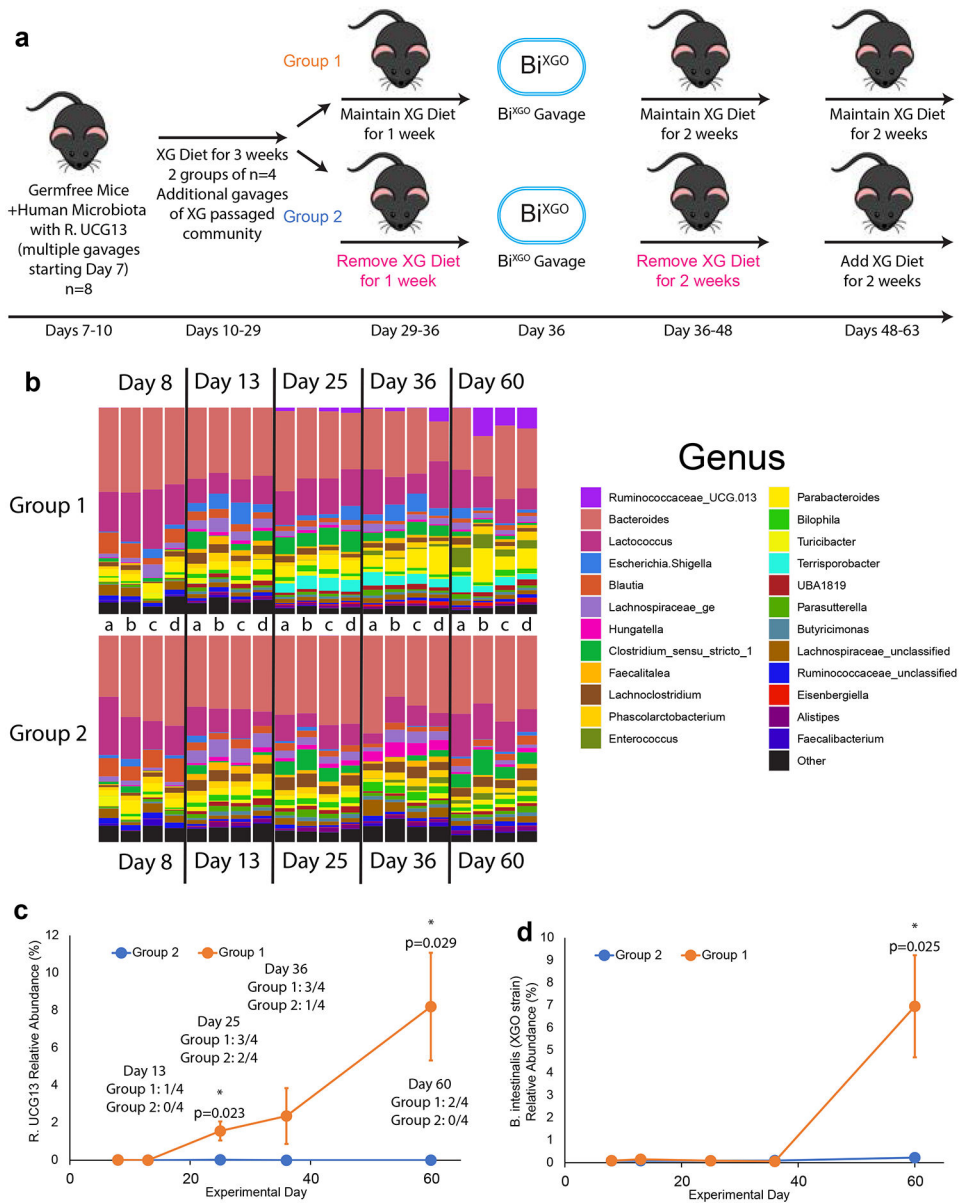 a
Group 1
Bi^XGO
Maintain XG Diet
for 1 week
Bi^XGO Gavage
Maintain XG Diet
for 2 weeks
Maintain XG Diet
for 2 weeks
Germfree Mice
+Human Microbiota
with R. UCG13
(multiple gavages
starting Day 7)
n=8
XG Diet for 3 weeks
2 groups of n=4
Additional gavages
of XG passaged
community
Group 2
Bi^XGO
Remove XG Diet
for 1 week
Bi^XGO Gavage
Remove XG Diet
for 2 weeks
Add XG Diet
for 2 weeks
Days 7-10
Days 10-29
Day 29-36
Day 36
Days 36-48
Days 48-63
b
Day 8
Day 13
Day 25
Day 36
Day 60
Group 1
a b c d a b c d a b c d a b c d a b c d
Group 2
Day 8
Day 13
Day 25
Day 36
Day 60
Genus
Ruminococcaceae_UCG.013
Bacteroides
Lactococcus
Escherichia.Shigella
Blautia
Lachnospiraceae_ge
Hungatella
Clostridium_sensu_stricto_1
Faecalitalea
Lachnoclostridium
Phascolarctobacterium
Enterococcus
Parabacteroides
Bilophila
Turicibacter
Terrisporobacter
UBA1819
Parasutterella
Butyricimonas
Lachnospiraceae_unclassified
Ruminococcaceae_unclassified
Eisenbergiella
Alistipes
Faecalibacterium
Other
c
R. UCG13 Relative Abundance (%)
12
10
8
6
4
2
0
Group 2
Group 1
Day 13
Group 1: 1/4
Group 2: 0/4
Day 25
Group 1: 3/4
Group 2: 2/4
*
p=0.023
Day 36
Group 1: 3/4
Group 2: 1/4
*
p=0.029
Day 60
Group 1: 2/4
Group 2: 0/4
0
20
40
60
Experimental Day
d
B. intestinalis (XGO strain)
Relative Abundance (%)
10
9
8
7
6
5
4
3
2
1
0
Group 2
Group 1
*
p=0.025
0
20
40
60
Experimental Day